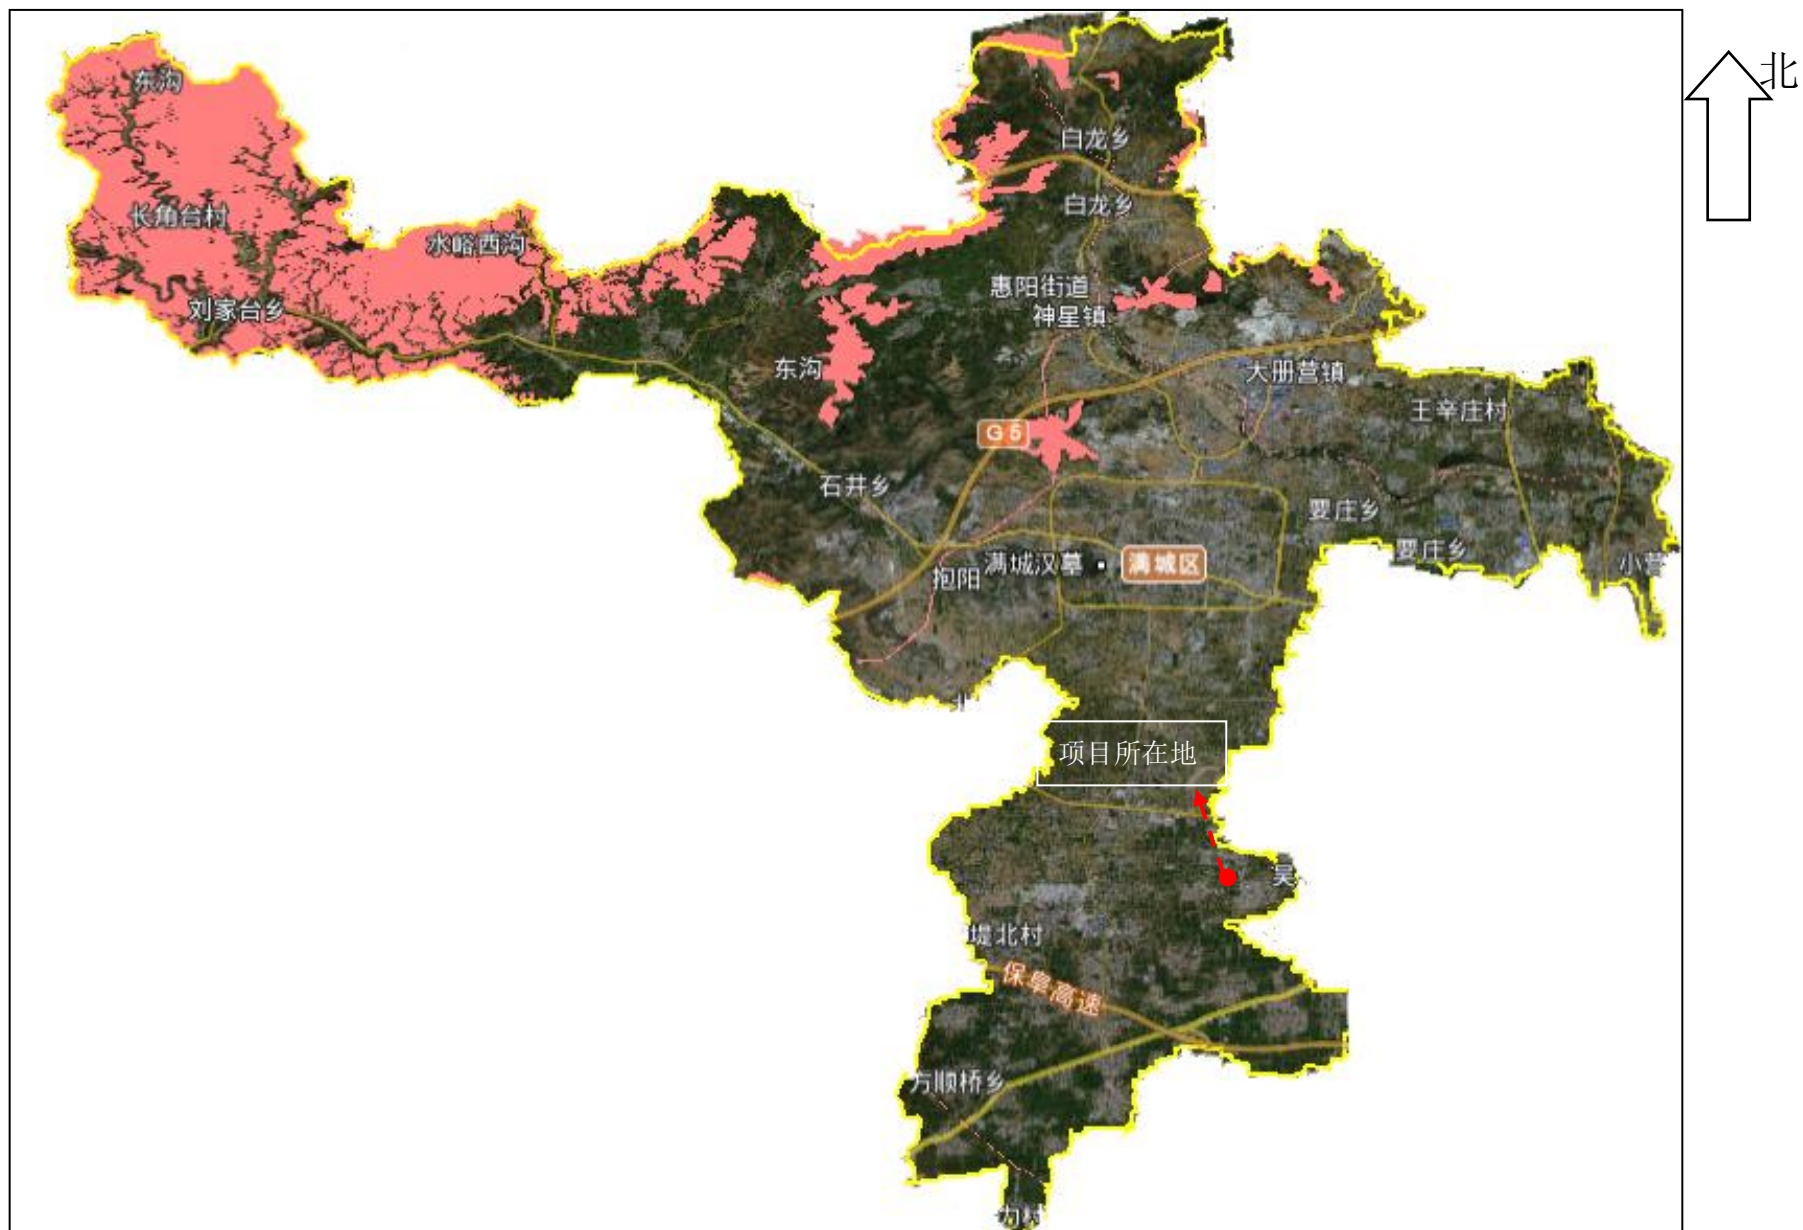 北
东沟
白龙乡
长角台村
白龙乡
水峪西沟
惠阳街道
刘家台乡
神星镇
东沟
大册营镇
王辛庄村
G5
石井乡
要庄乡
要庄乡
满城汉墓
满城区
小营
抱阳
北
项目所在地
吴
堤北村
保阜高速
方顺桥乡